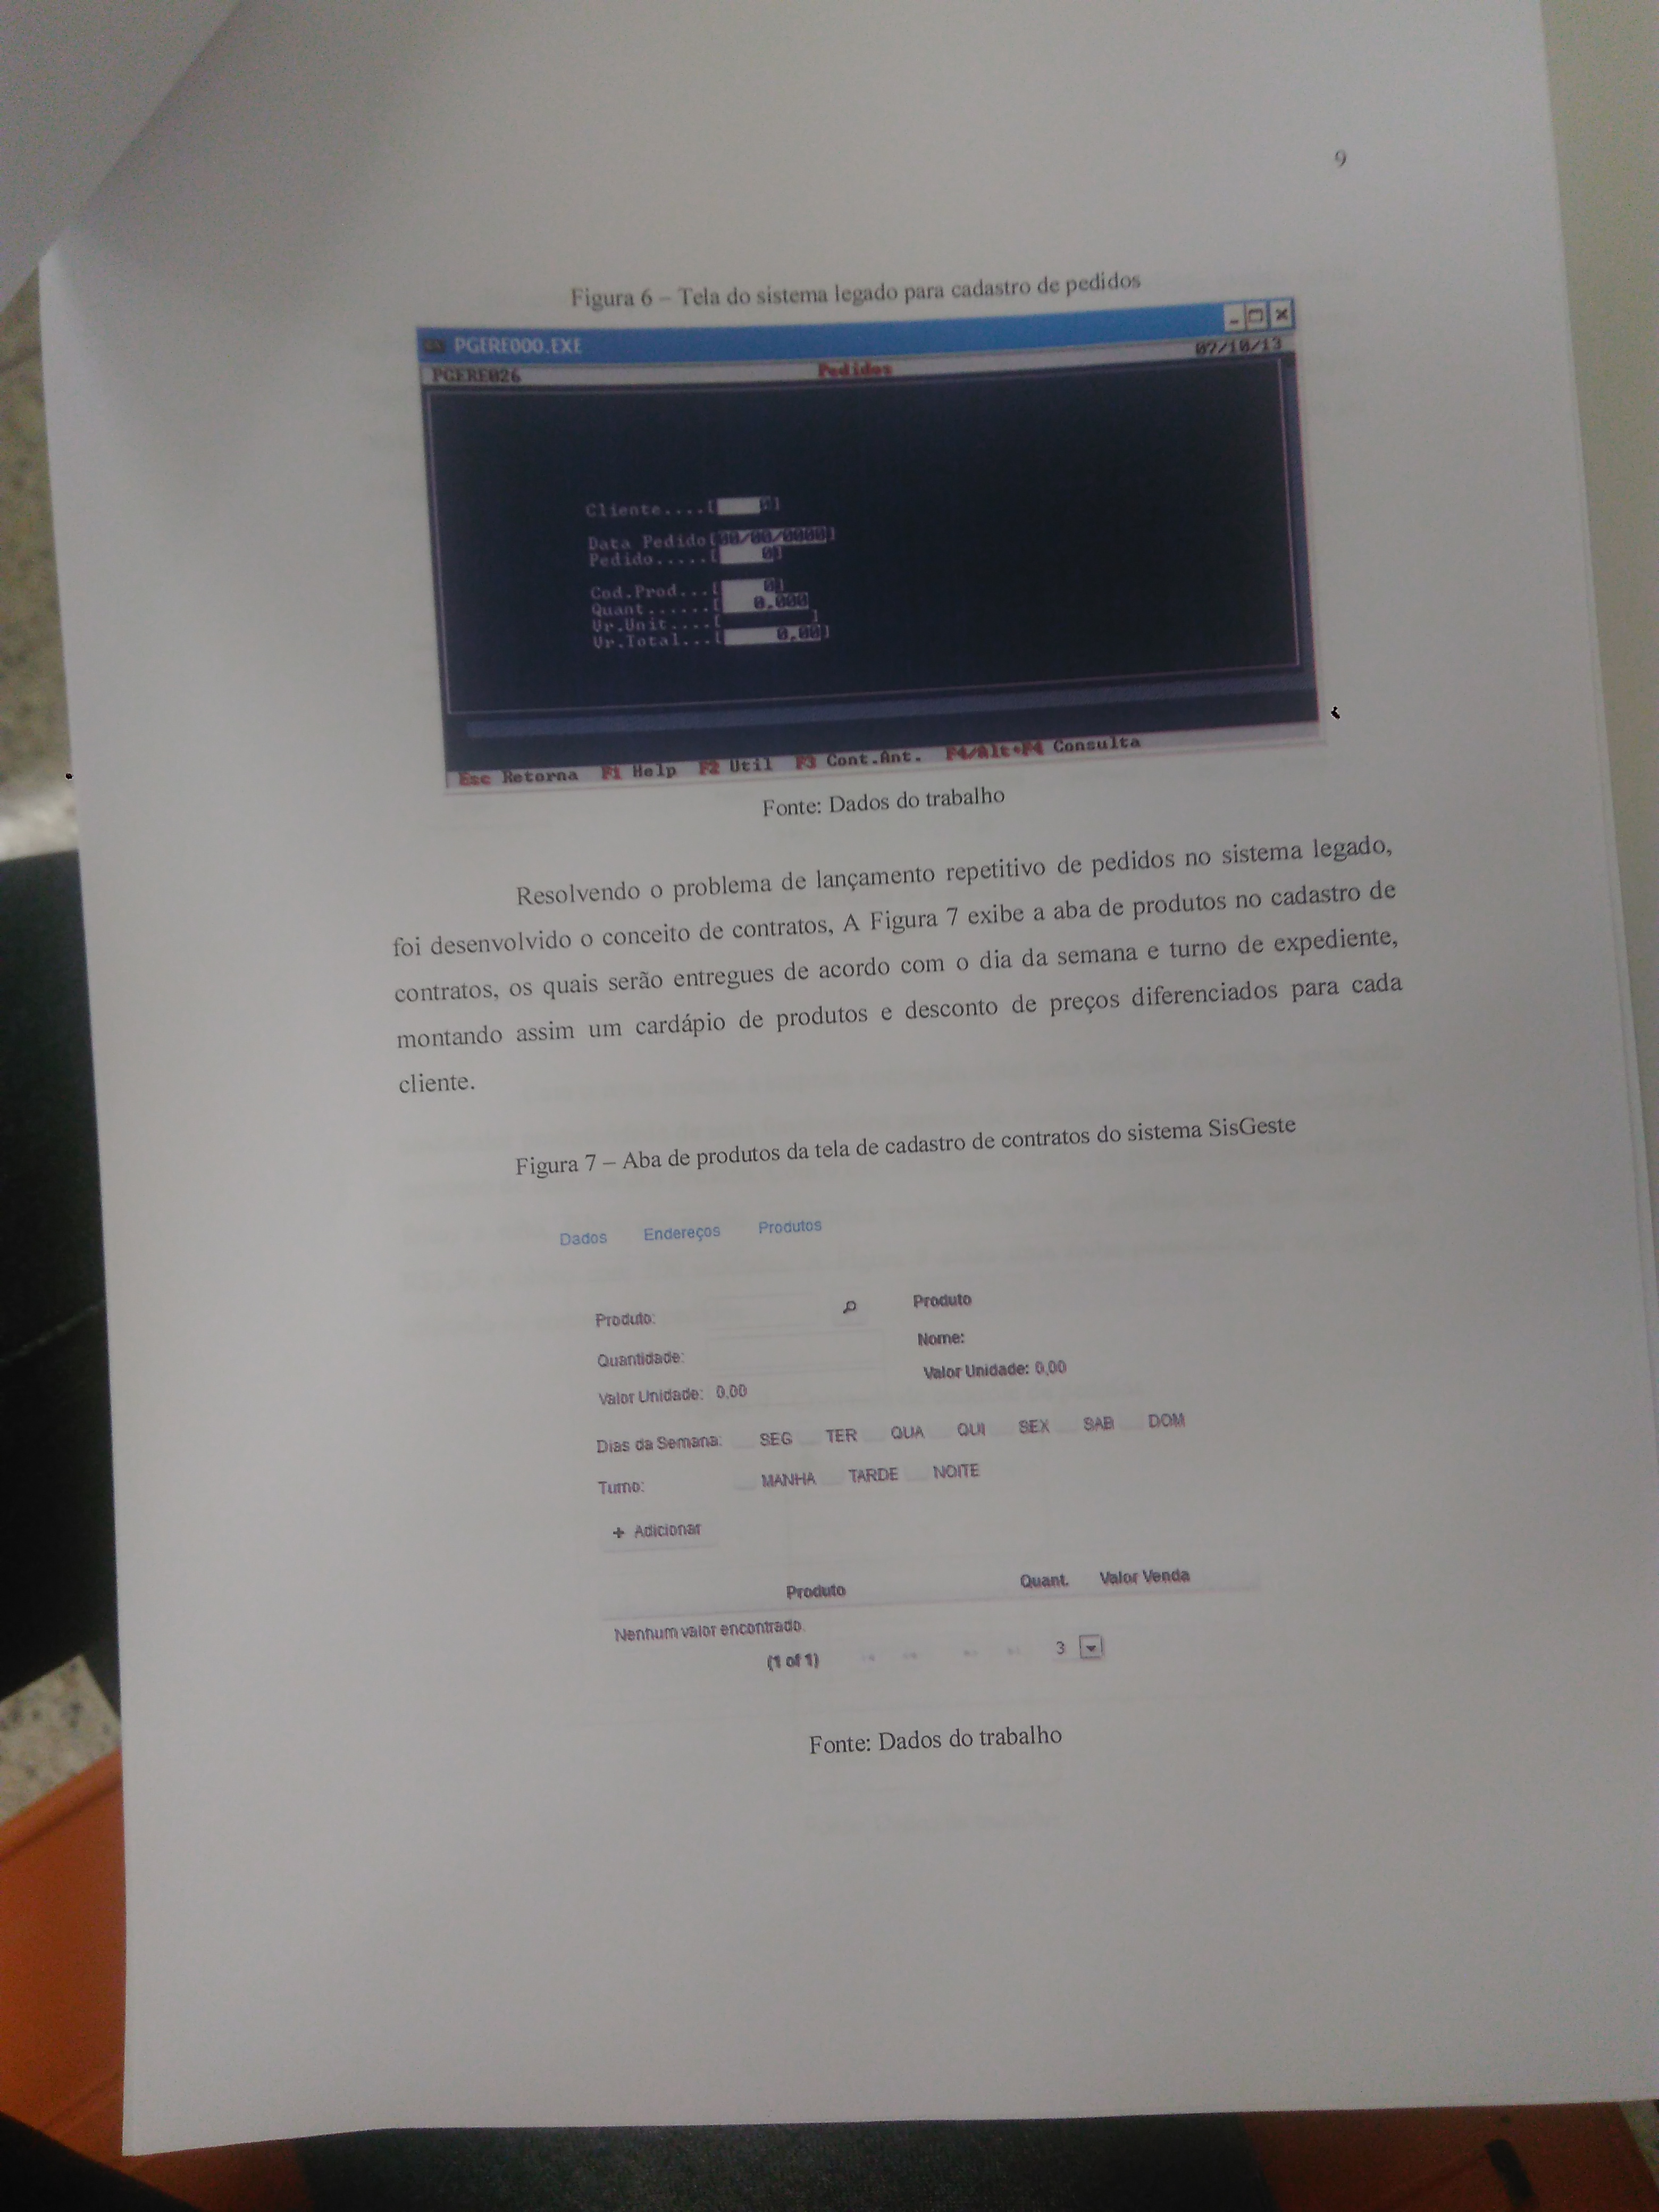 9
Figura 6 – Tela do sistema legado para cadastro de pedidos
PGERE000.EXE
PGERE026 Pedidos 07/10/13
Cliente....[ 0]
Data Pedido[00/00/0000]
Pedido.....[ 0]
Cod.Prod...[ 0]
Quant......[ 0,000
Vr.Unit....[ ]
Vr.Total...[ 0,00]
Esc Retorna F1 Help F2 Util F3 Cont.Ant. F4/Alt+F4 Consulta
Fonte: Dados do trabalho
Resolvendo o problema de lançamento repetitivo de pedidos no sistema legado,
foi desenvolvido o conceito de contratos, A Figura 7 exibe a aba de produtos no cadastro de
contratos, os quais serão entregues de acordo com o dia da semana e turno de expediente,
montando assim um cardápio de produtos e desconto de preços diferenciados para cada
cliente.
Figura 7 – Aba de produtos da tela de cadastro de contratos do sistema SisGeste
Dados Endereços Produtos
Produto: Produto
Quantidade: Nome:
Valor Unidade: 0,00 Valor Unidade: 0,00
Dias da Semana: SEG TER QUA QUI SEX SAB DOM
Turno: MANHA TARDE NOITE
+ Adicionar
Produto Quant. Valor Venda
Nenhum valor encontrado.
(1 of 1) 3
Fonte: Dados do trabalho